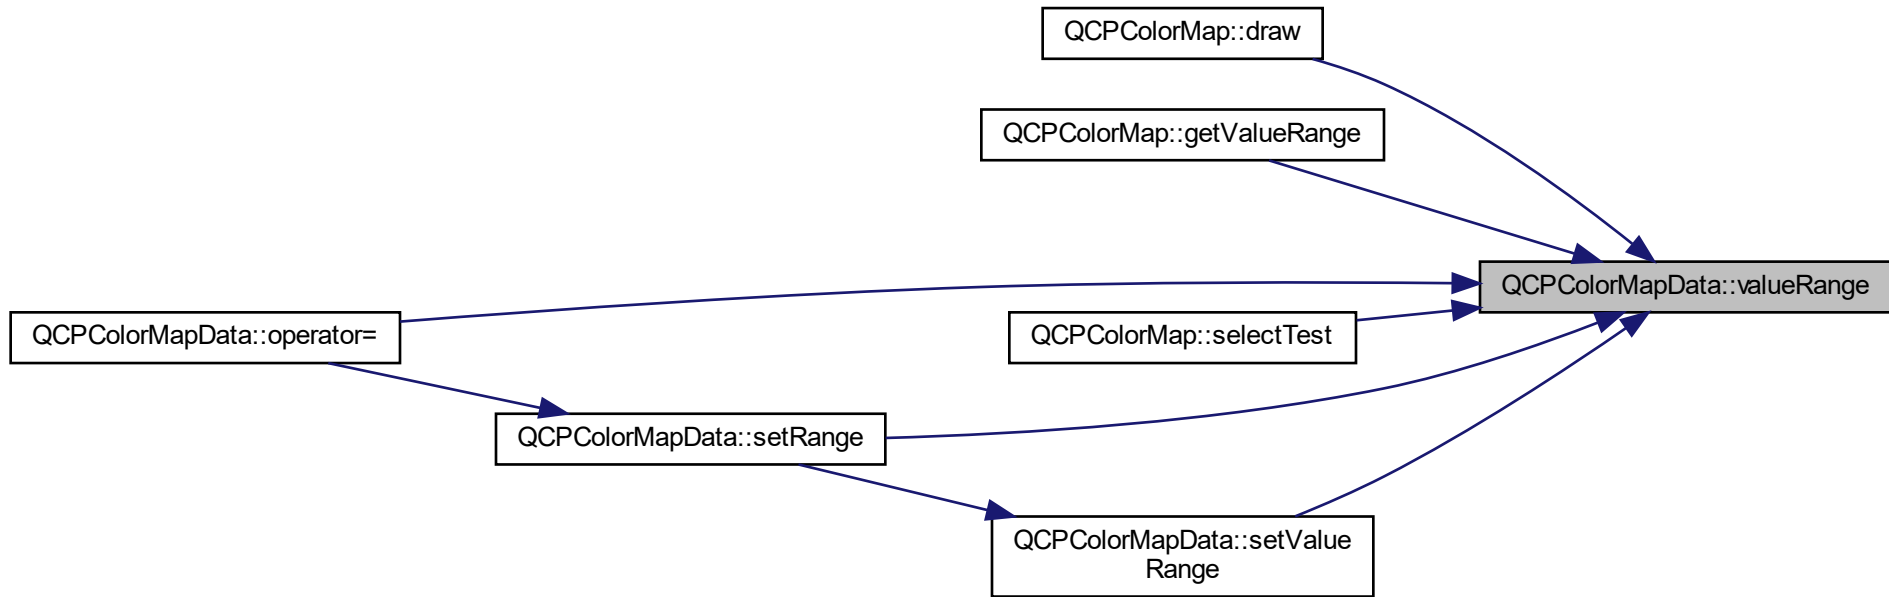 QCPColorMap::draw
QCPColorMap::getValueRange
QCPColorMapData::valueRange
QCPColorMapData::operator=
QCPColorMap::selectTest
QCPColorMapData::setRange
QCPColorMapData::setValue
Range